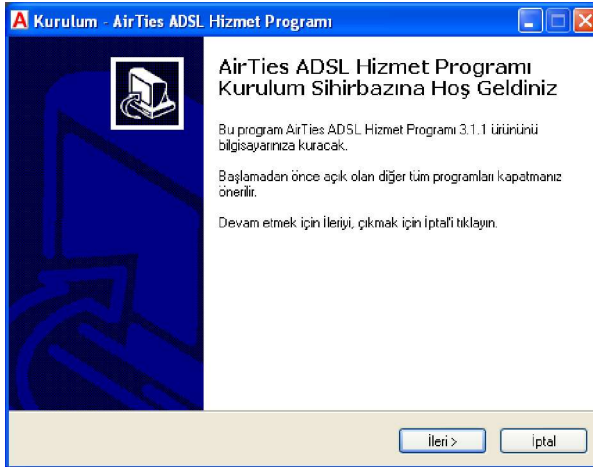 A Kurulum - AirTies ADSL Hizmet Programı
AirTies ADSL Hizmet Programı
Kurulum Sihirbazına Hoş Geldiniz
Bu program AirTies ADSL Hizmet Programı 3.1.1 ürününü
bilgisayarınıza kuracak.
Başlamadan önce açık olan diğer tüm programları kapatmanız
önerilir.
Devam etmek için İleri'yi, çıkmak için İptal'i tıklayın.
İleri >
İptal